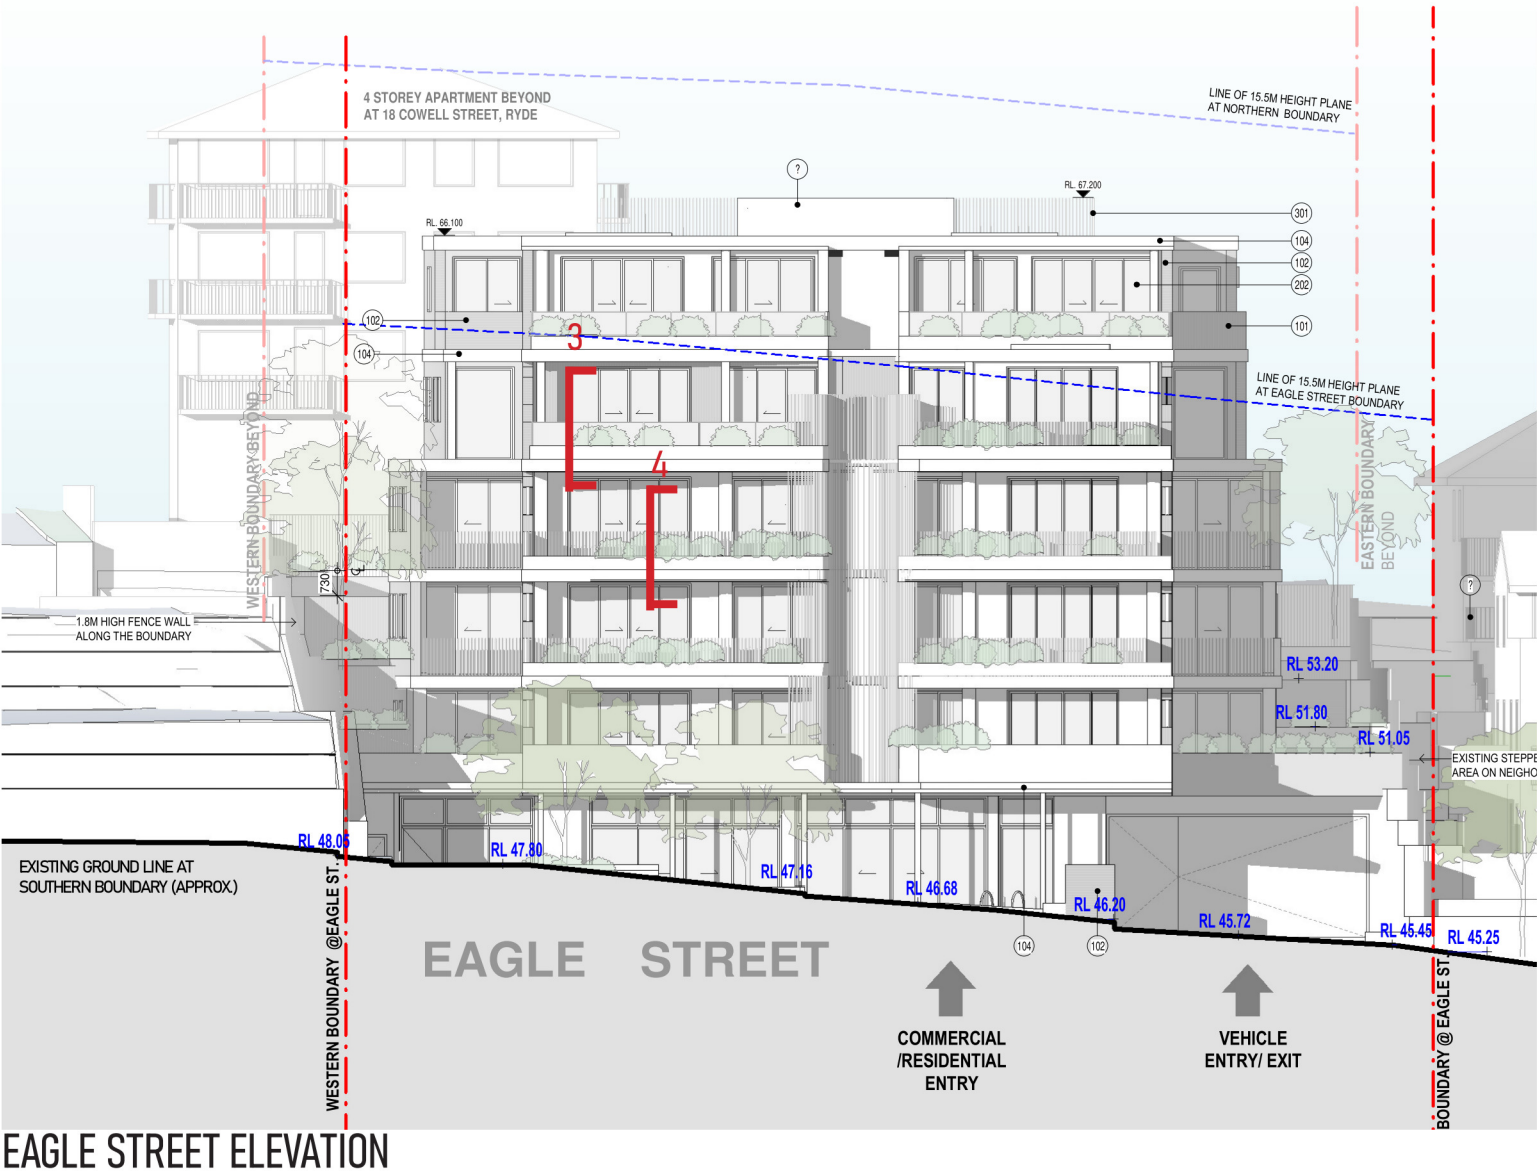 4 STOREY APARTMENT BEYOND
AT 18 COWELL STREET, RYDE
LINE OF 15.5M HEIGHT PLANE
AT NORTHERN BOUNDARY
?
RL. 67.200
RL. 66.100
301
104
102
202
101
102
104
3
4
LINE OF 15.5M HEIGHT PLANE
AT EAGLE STREET BOUNDARY
WESTERN BOUNDARY BEYOND
EASTERN BOUNDARY
BEYOND
730
?
1.8M HIGH FENCE WALL
ALONG THE BOUNDARY
RL 53.20
RL 51.80
RL 51.05
EXISTING STEPPE
AREA ON NEIGHO
104
RL 48.05
RL 47.80
RL 47.16
RL 46.68
RL 46.20
RL 45.72
RL 45.45
RL 45.25
EXISTING GROUND LINE AT
SOUTHERN BOUNDARY (APPROX.)
104
102
EAGLE STREET
WESTERN BOUNDARY @EAGLE ST.
BOUNDARY @ EAGLE ST.
COMMERCIAL
/RESIDENTIAL
ENTRY
VEHICLE
ENTRY/ EXIT
EAGLE STREET ELEVATION